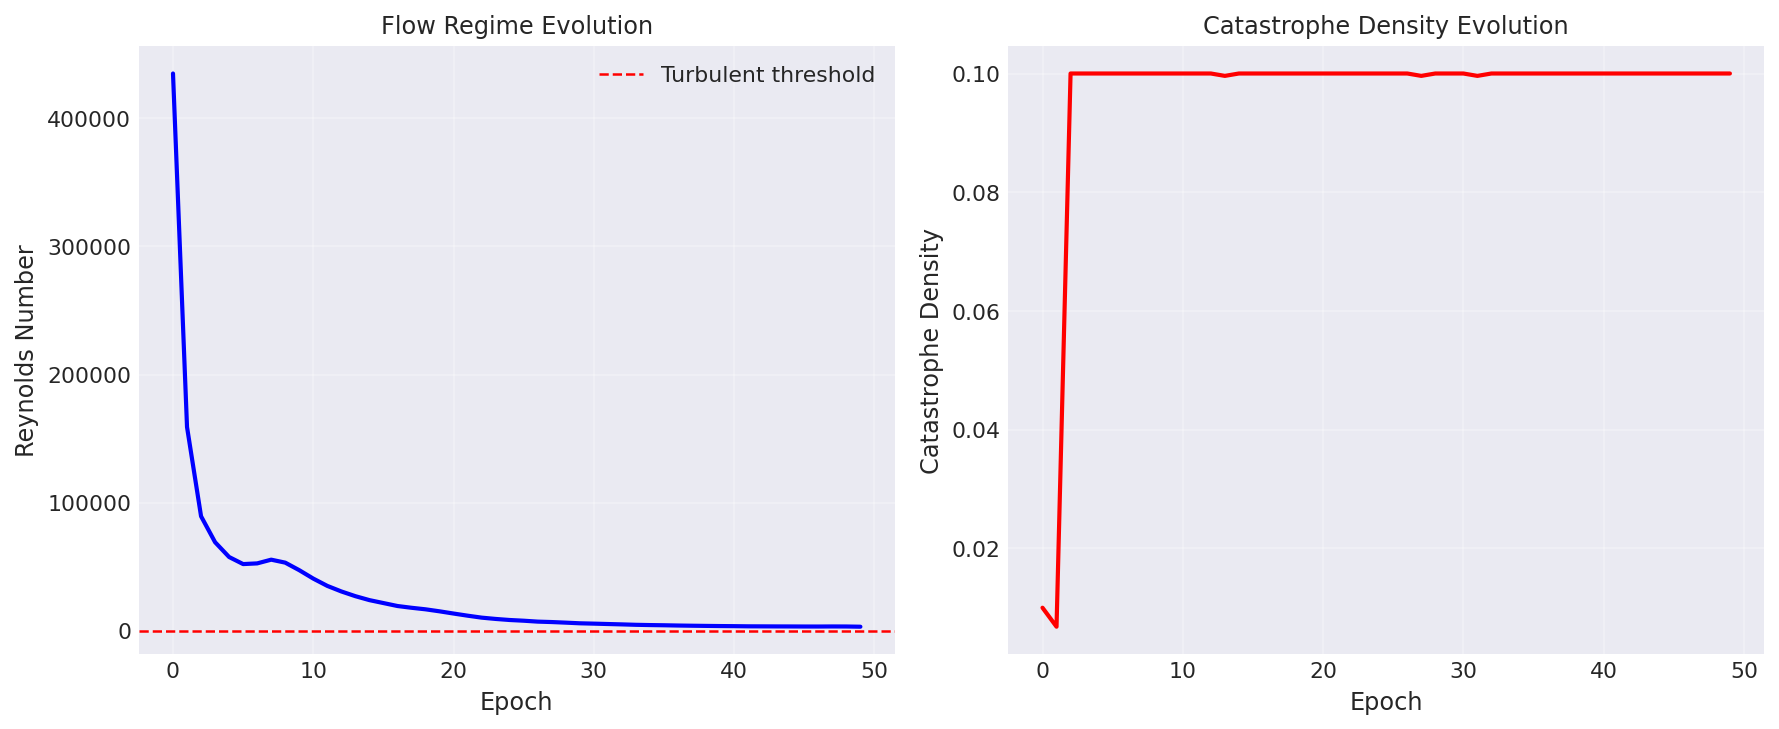 Flow Regime Evolution
Turbulent threshold
400000
300000
200000
100000
0
Reynolds Number
0 10 20 30 40 50
Epoch
Catastrophe Density Evolution
0.10
0.08
0.06
0.04
0.02
Catastrophe Density
0 10 20 30 40 50
Epoch